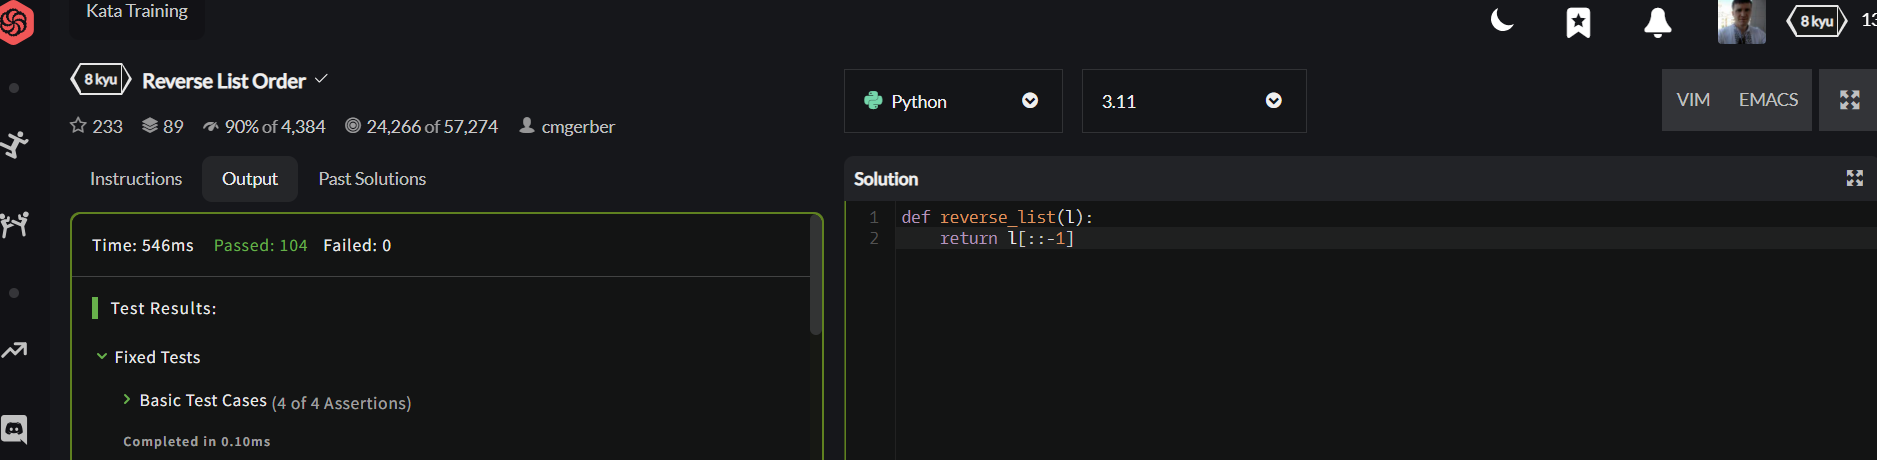 Kata Training
8 kyu
13
8 kyu Reverse List Order
Python
3.11
VIM EMACS
233 89 90% of 4,384 24,266 of 57,274 cmgerber
Instructions Output Past Solutions
Time: 546ms Passed: 104 Failed: 0
Test Results:
Fixed Tests
Basic Test Cases (4 of 4 Assertions)
Completed in 0.10ms
Solution
1 def reverse_list(l):
2     return l[::-1]